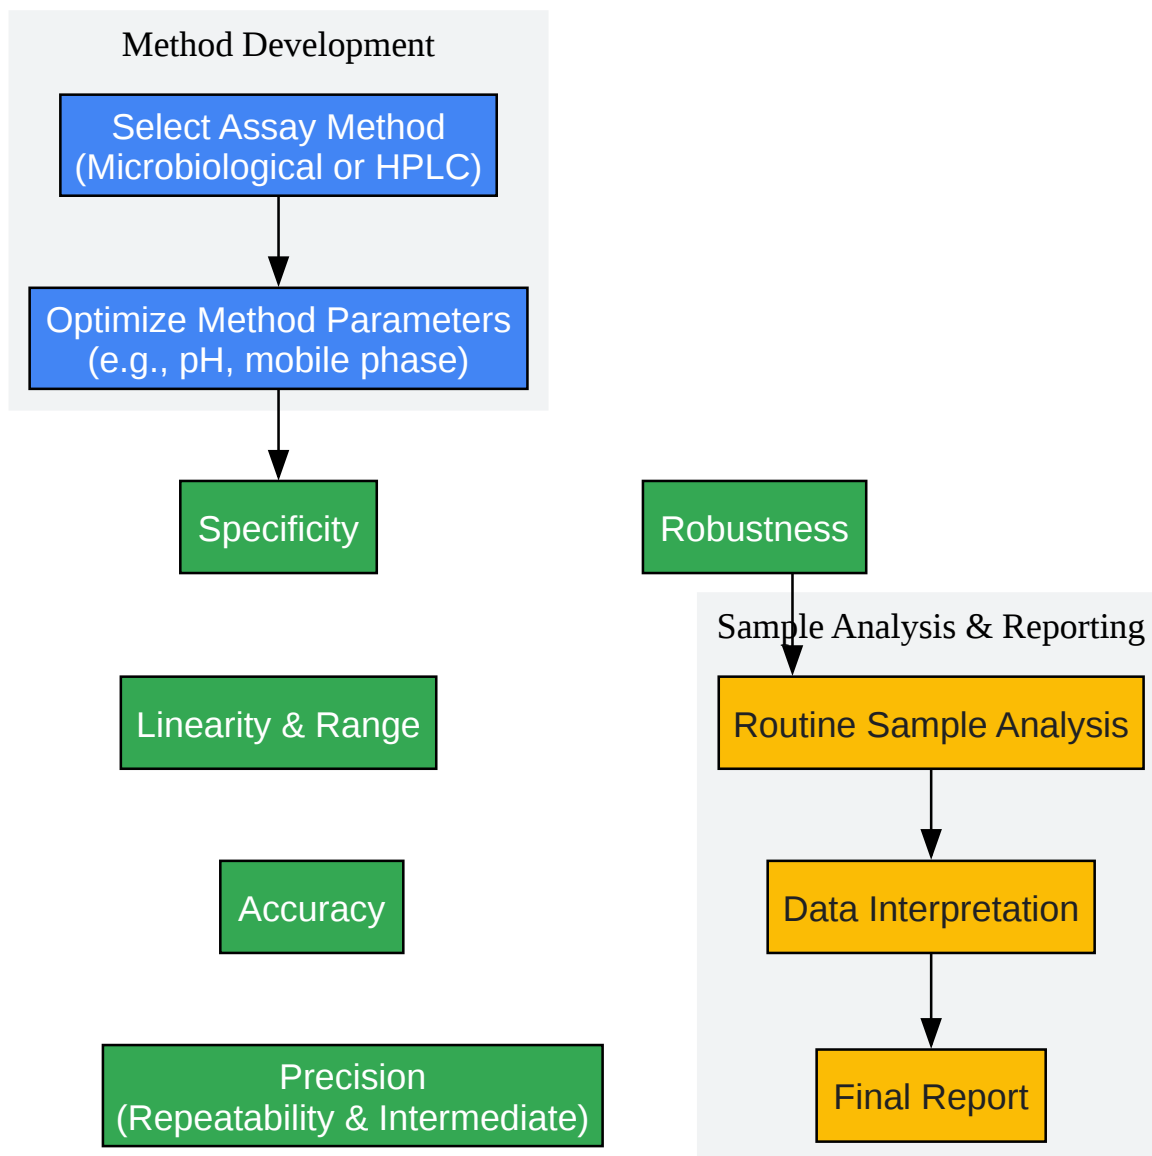 Method Development
Select Assay Method
(Microbiological or HPLC)
Optimize Method Parameters
(e.g., pH, mobile phase)
Specificity
Robustness
Sample Analysis & Reporting
Linearity & Range
Routine Sample Analysis
Accuracy
Data Interpretation
Precision
(Repeatability & Intermediate)
Final Report